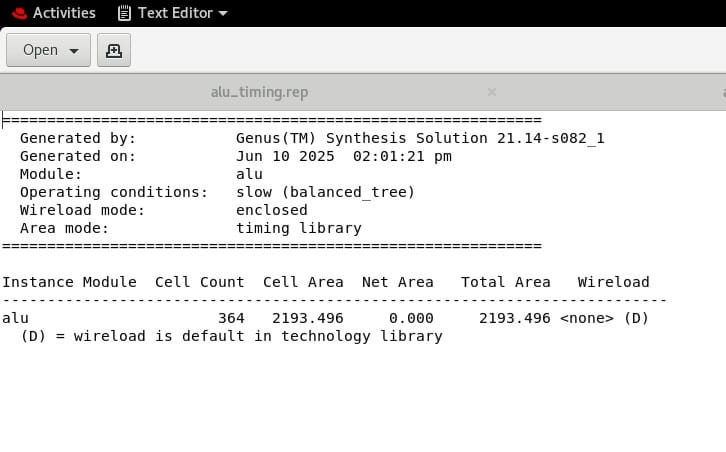 Activities Text Editor
Open
alu_timing.rep ×
============================================================
Generated by: Genus(TM) Synthesis Solution 21.14-s082_1
Generated on: Jun 10 2025 02:01:21 pm
Module: alu
Operating conditions: slow (balanced_tree)
Wireload mode: enclosed
Area mode: timing library
============================================================
Instance Module Cell Count Cell Area Net Area Total Area Wireload
--------------------------------------------------------------------------
alu 364 2193.496 0.000 2193.496 <none> (D)
(D) = wireload is default in technology library